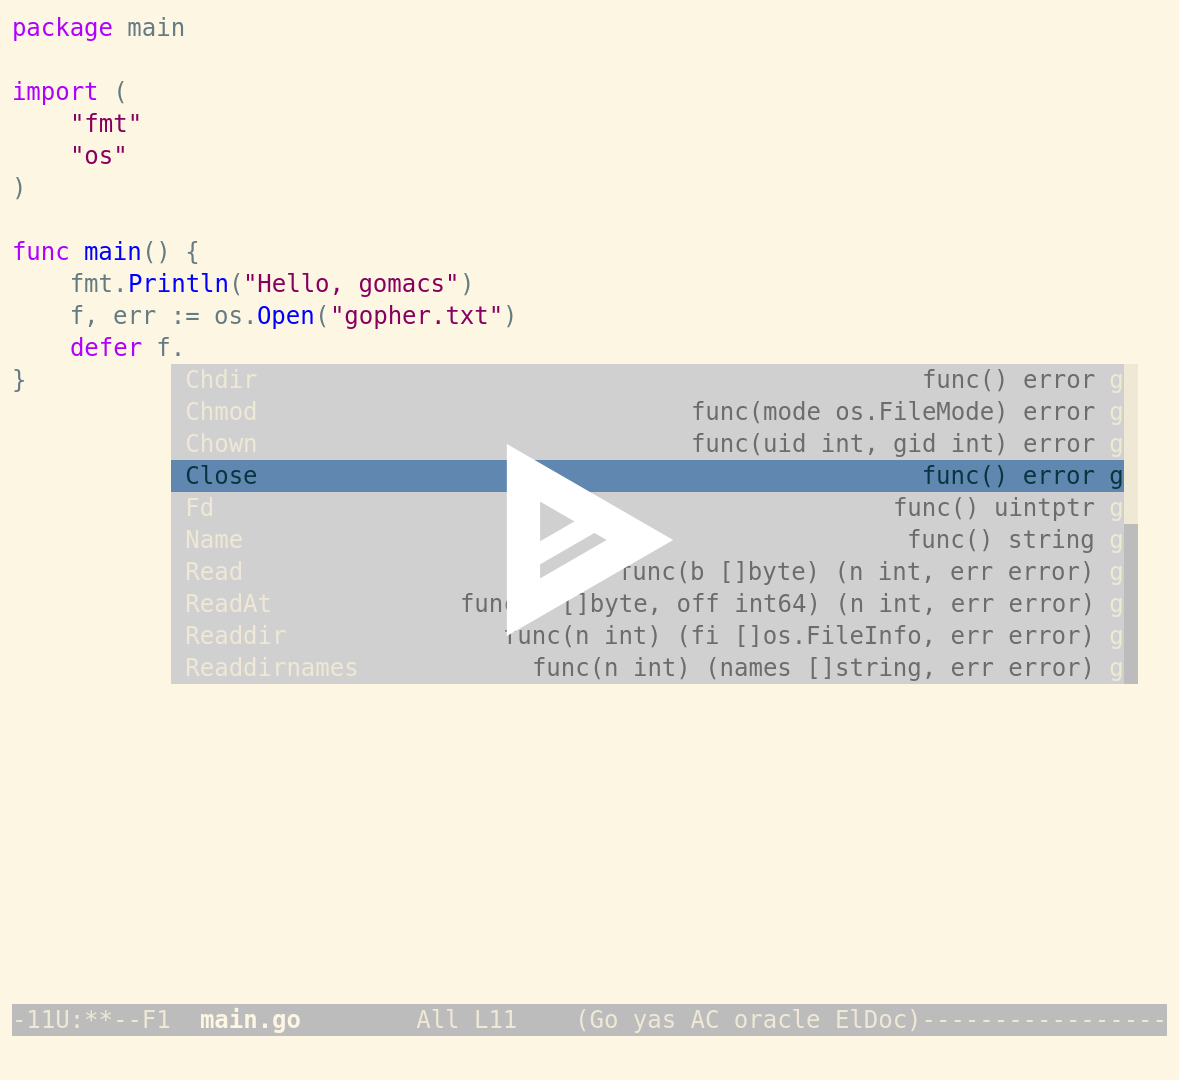 package main
import (
"fmt"
"os"
)
func main() {
fmt.Println("Hello, gomacs")
f, err := os.Open("gopher.txt")
defer f.
}
Chdir func() error g
Chmod func(mode os.FileMode) error g
Chown func(uid int, gid int) error g
Close func() error g
Fd func() uintptr g
Name func() string g
Read func(b []byte) (n int, err error) g
ReadAt []byte, off int64) (n int, err error) g
Readdir func(n int) (fi []os.FileInfo, err error) g
Readdirnames func(n int) (names []string, err error) g
-11U:**--F1 main.go All L11 (Go yas AC oracle ElDoc)-----------------